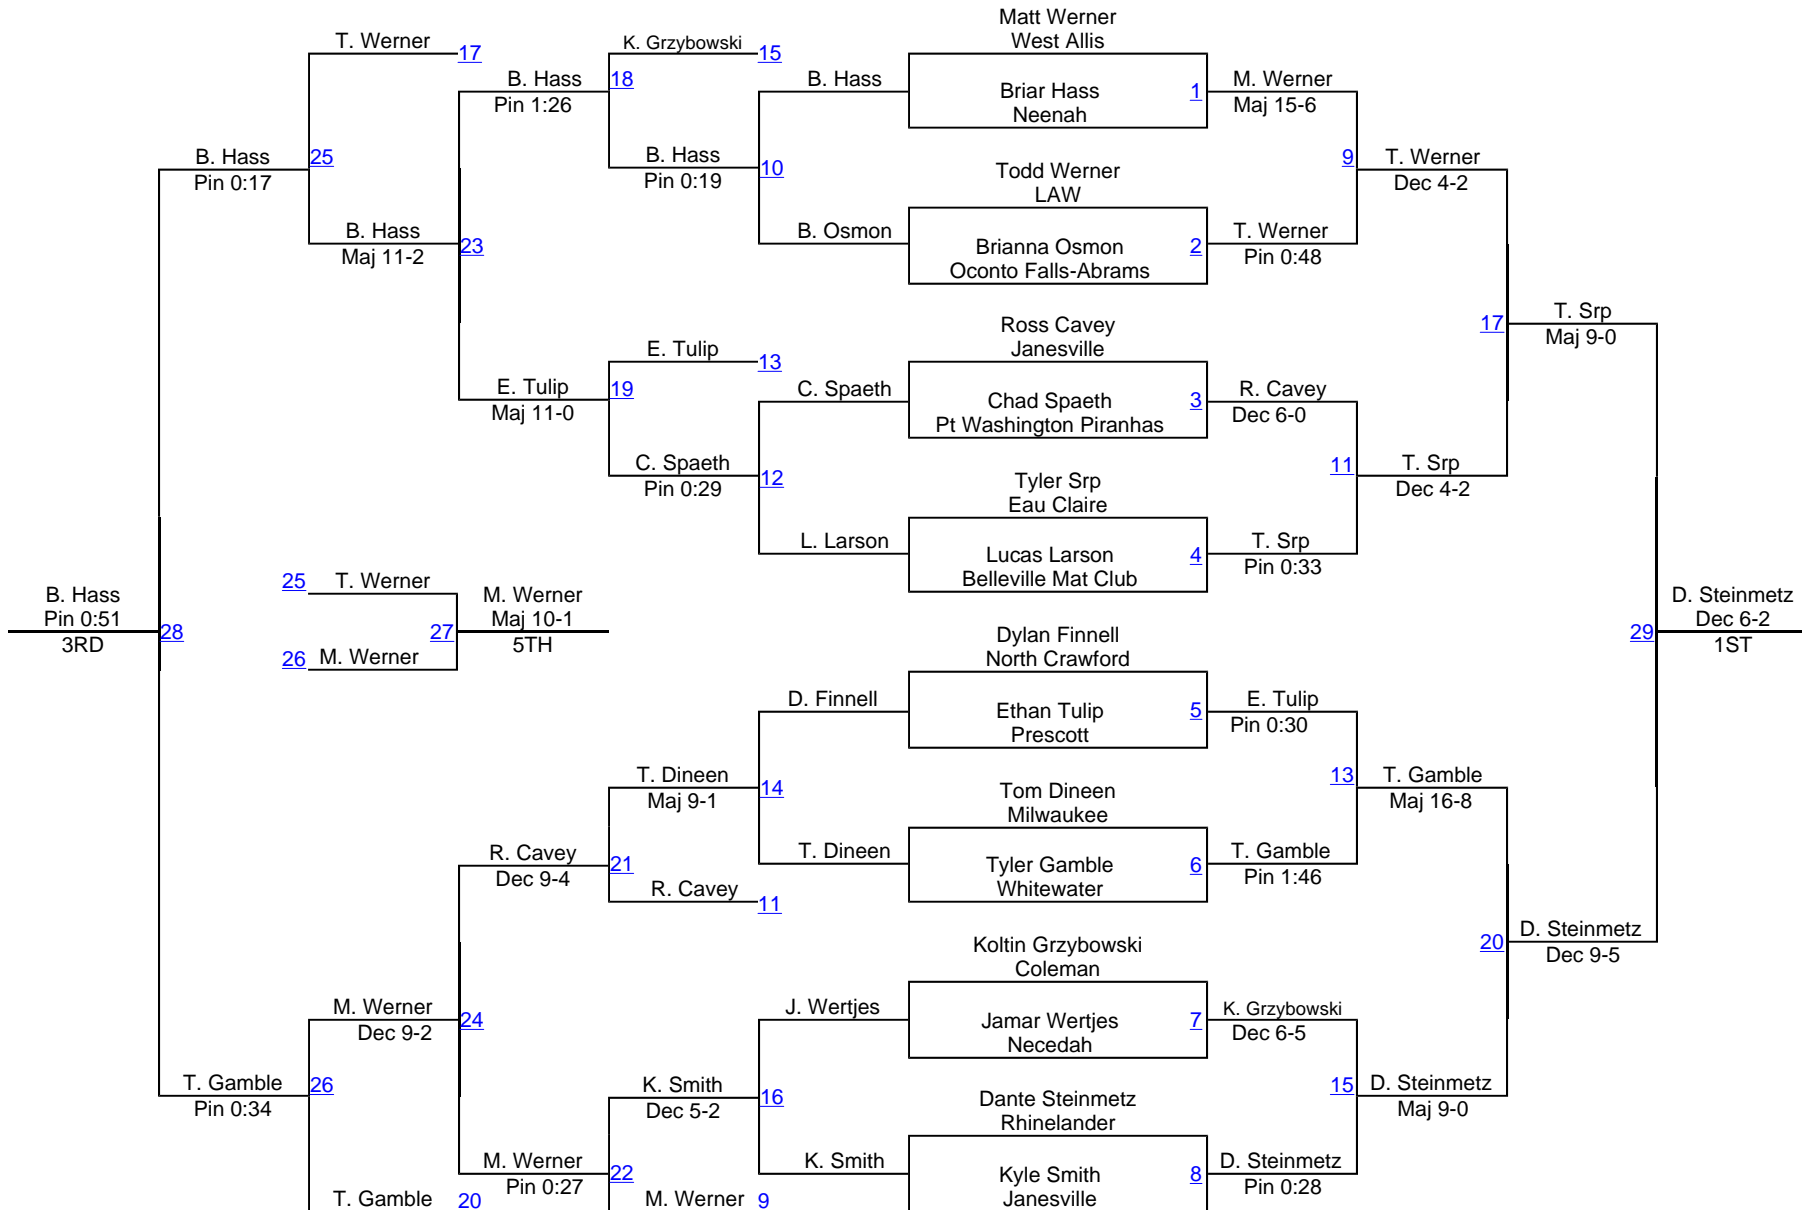 Matt Werner
West Allis
T. Werner
17
K. Grzybowski
15
B. Hass
Pin 1:26
18
B. Hass
Briar Hass
Neenah
1
M. Werner
Maj 15-6
B. Hass
Pin 0:17
25
B. Hass
Pin 0:19
10
Todd Werner
LAW
9
T. Werner
Dec 4-2
B. Hass
Maj 11-2
23
B. Osmon
Brianna Osmon
Oconto Falls-Abrams
2
T. Werner
Pin 0:48
Ross Cavey
Janesville
17
T. Srp
Maj 9-0
E. Tulip
13
E. Tulip
Maj 11-0
19
C. Spaeth
Chad Spaeth
Pt Washington Piranhas
3
R. Cavey
Dec 6-0
C. Spaeth
Pin 0:29
12
Tyler Srp
Eau Claire
11
T. Srp
Dec 4-2
L. Larson
Lucas Larson
Belleville Mat Club
4
T. Srp
Pin 0:33
B. Hass
Pin 0:51
3RD
28
25
T. Werner
26
M. Werner
27
M. Werner
Maj 10-1
5TH
29
D. Steinmetz
Dec 6-2
1ST
Dylan Finnell
North Crawford
D. Finnell
Ethan Tulip
Prescott
5
E. Tulip
Pin 0:30
T. Dineen
Maj 9-1
14
Tom Dineen
Milwaukee
13
T. Gamble
Maj 16-8
R. Cavey
Dec 9-4
21
T. Dineen
Tyler Gamble
Whitewater
6
T. Gamble
Pin 1:46
R. Cavey
11
Koltin Grzybowski
Coleman
20
D. Steinmetz
Dec 9-5
M. Werner
Dec 9-2
24
J. Wertjes
Jamar Wertjes
Necedah
7
K. Grzybowski
Dec 6-5
T. Gamble
Pin 0:34
26
K. Smith
Dec 5-2
16
Dante Steinmetz
Rhinelander
15
D. Steinmetz
Maj 9-0
M. Werner
Pin 0:27
22
K. Smith
Kyle Smith
Janesville
8
D. Steinmetz
Pin 0:28
T. Gamble
20
M. Werner
9